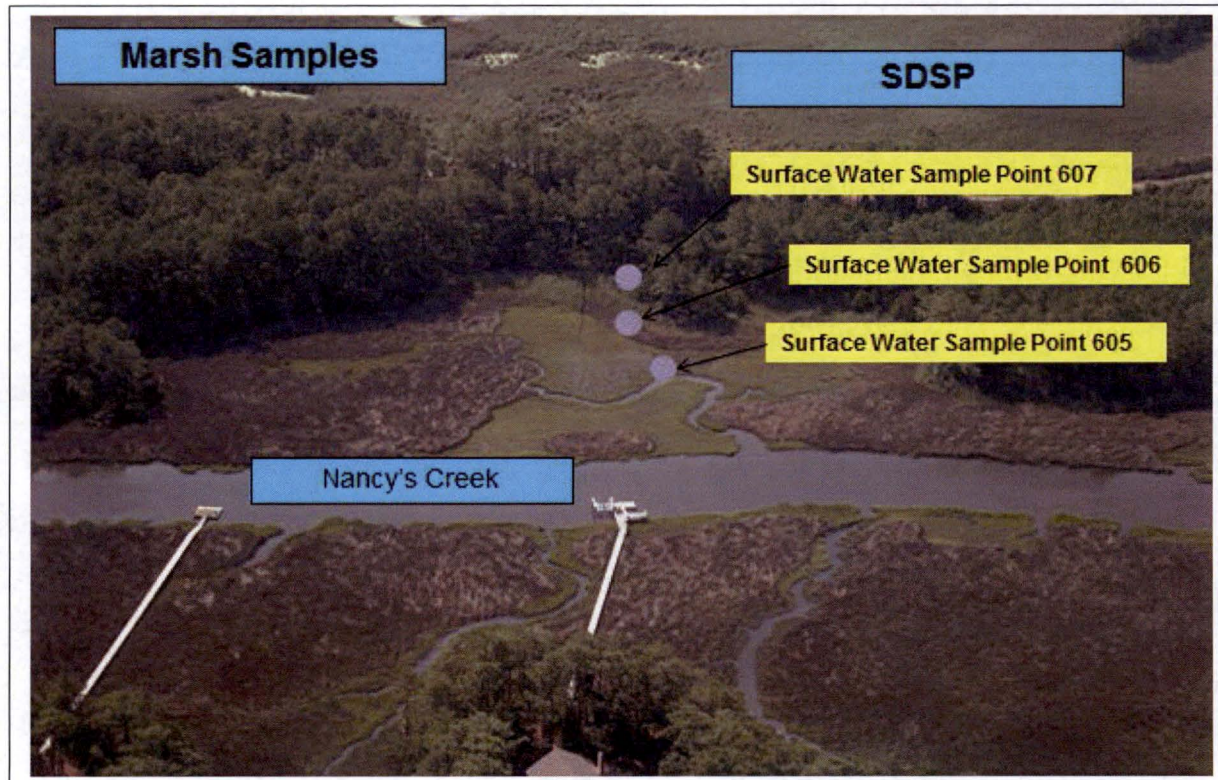 Marsh Samples
SDSP
Surface Water Sample Point 607
Surface Water Sample Point 606
Surface Water Sample Point 605
Nancy's Creek